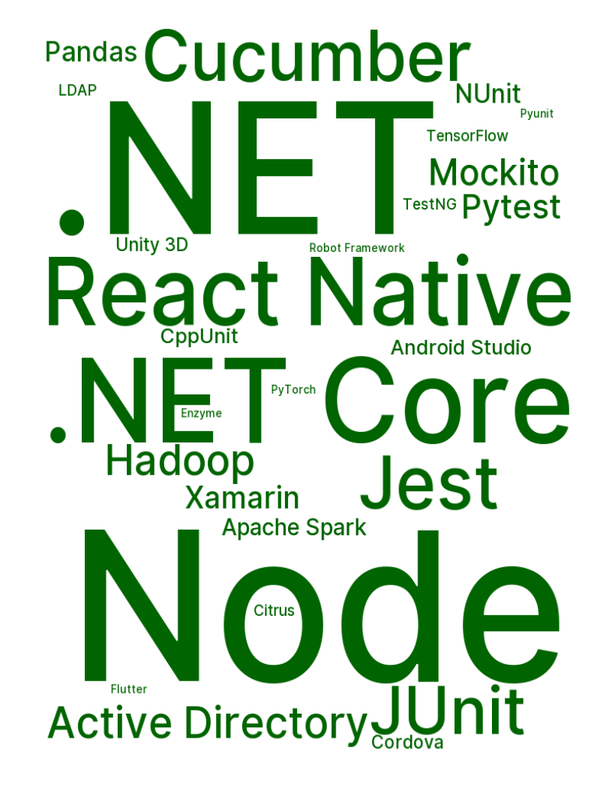 Pandas
Cucumber
LDAP
NUnit
.NET
Pyunit
TensorFlow
Mockito
TestNG
Pytest
Unity 3D
Robot Framework
React Native
CppUnit
Android Studio
.NET Core
PyTorch
Enzyme
Hadoop
Jest
Xamarin
Apache Spark
Node
Citrus
Flutter
JUnit
Active Directory
Cordova